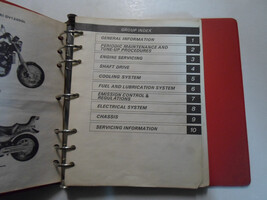 GROUP INDEX
GENERAL INFORMATION 1
PERIODIC MAINTENANCE AND
TUNE-UP PROCEDURES 2
ENGINE SERVICING 3
SHAFT DRIVE 4
COOLING SYSTEM 5
FUEL AND LUBRICATION SYSTEM 6
EMISSION CONTROL &
REGULATIONS 7
ELECTRICAL SYSTEM 8
CHASSIS 9
SERVICING INFORMATION 10